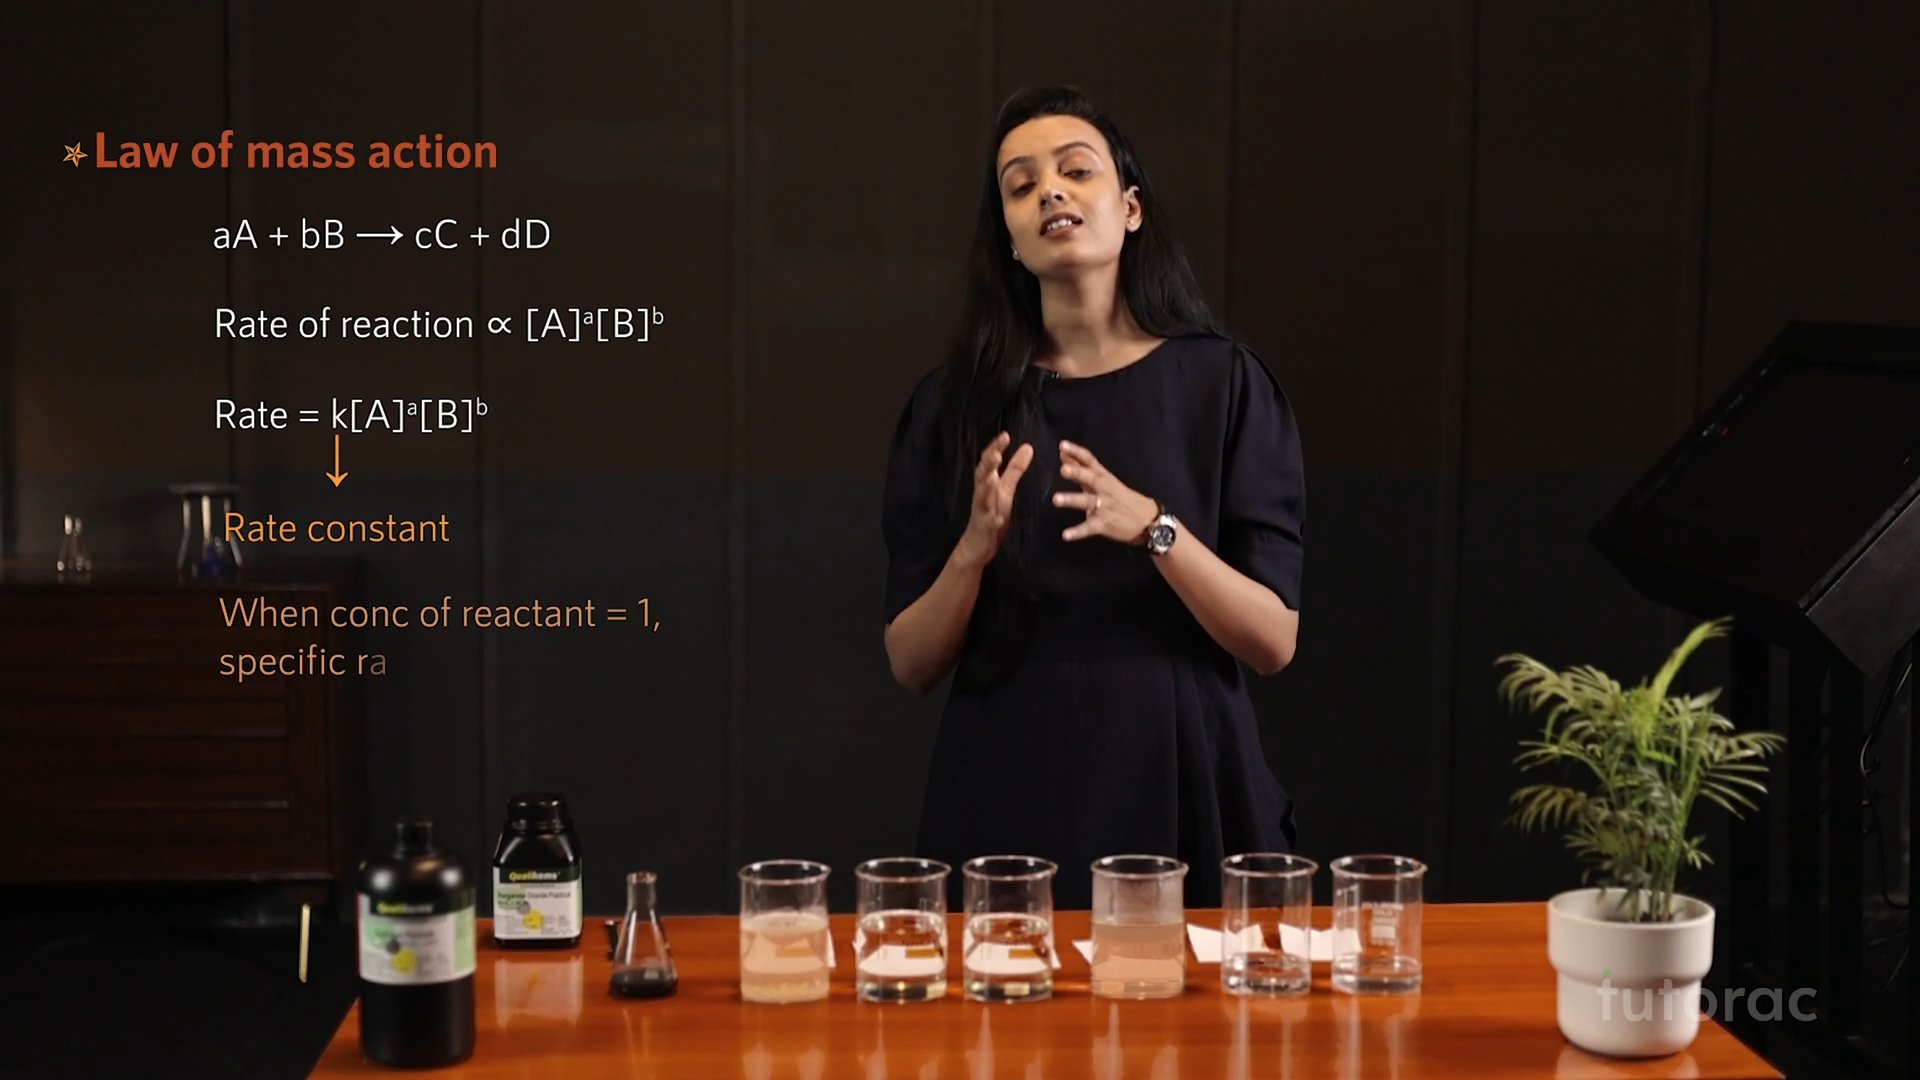 Law of mass action
aA + bB → cC + dD
Rate of reaction ∝ [A]ᵃ[B]ᵇ
Rate = k[A]ᵃ[B]ᵇ
↓
Rate constant
When conc of reactant = 1,
specific ra
Qualikems
tutorac